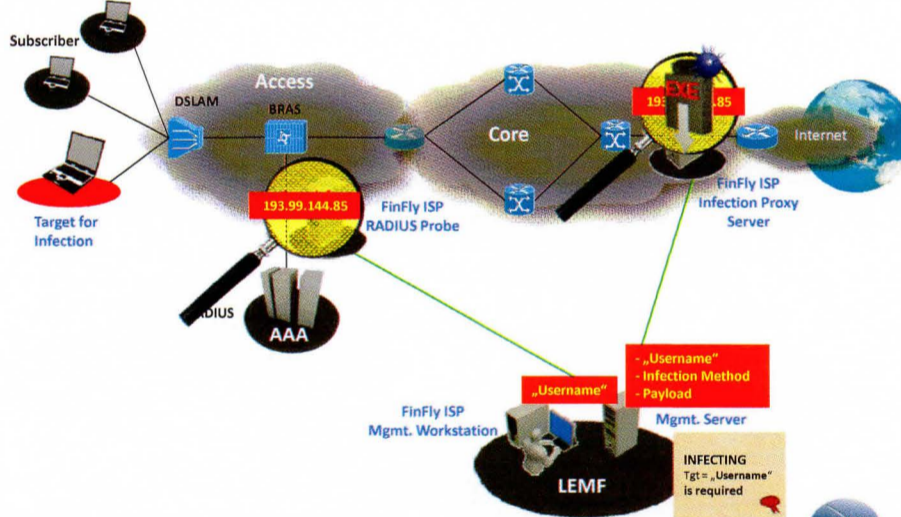 Subscriber
DSLAM
Access
BRAS
Core
EXE
Internet
Target for
Infection
193.99.144.85
FinFly ISP
RADIUS Probe
FinFly ISP
Infection Proxy
Server
AAA
„Username“
- „Username“
- Infection Method
- Payload
FinFly ISP
Mgmt. Workstation
Mgmt. Server
LEMF
INFECTING
Tgt = „Username“
is required